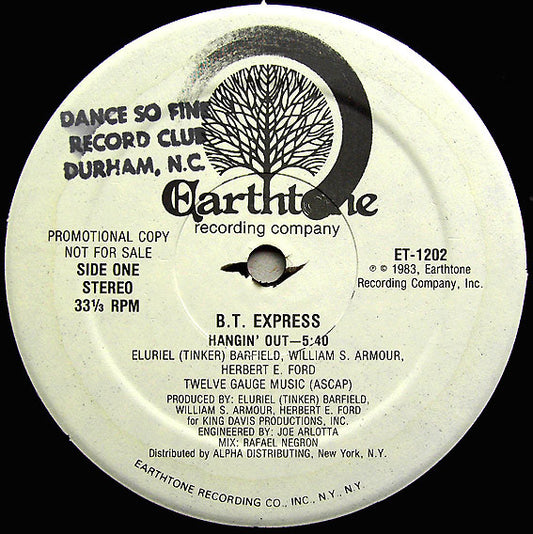 DANCE SO FINE
RECORD CLUB
DURHAM, N.C.
Earthtone
recording company
PROMOTIONAL COPY
NOT FOR SALE
SIDE ONE
STEREO
33⅓ RPM
ET-1202
℗ © 1983, Earthtone
Recording Company, Inc.
B.T. EXPRESS
HANGIN' OUT—5:40
ELURIEL (TINKER) BARFIELD, WILLIAM S. ARMOUR,
HERBERT E. FORD
TWELVE GAUGE MUSIC (ASCAP)
PRODUCED BY: ELURIEL (TINKER) BARFIELD,
WILLIAM S. ARMOUR, HERBERT E. FORD
for KING DAVIS PRODUCTIONS, INC.
ENGINEERED BY: JOE ARLOTTA
MIX: RAFAEL NEGRON
Distributed by ALPHA DISTRIBUTING, New York, N.Y.
EARTHTONE RECORDING CO., INC., N.Y., N.Y.